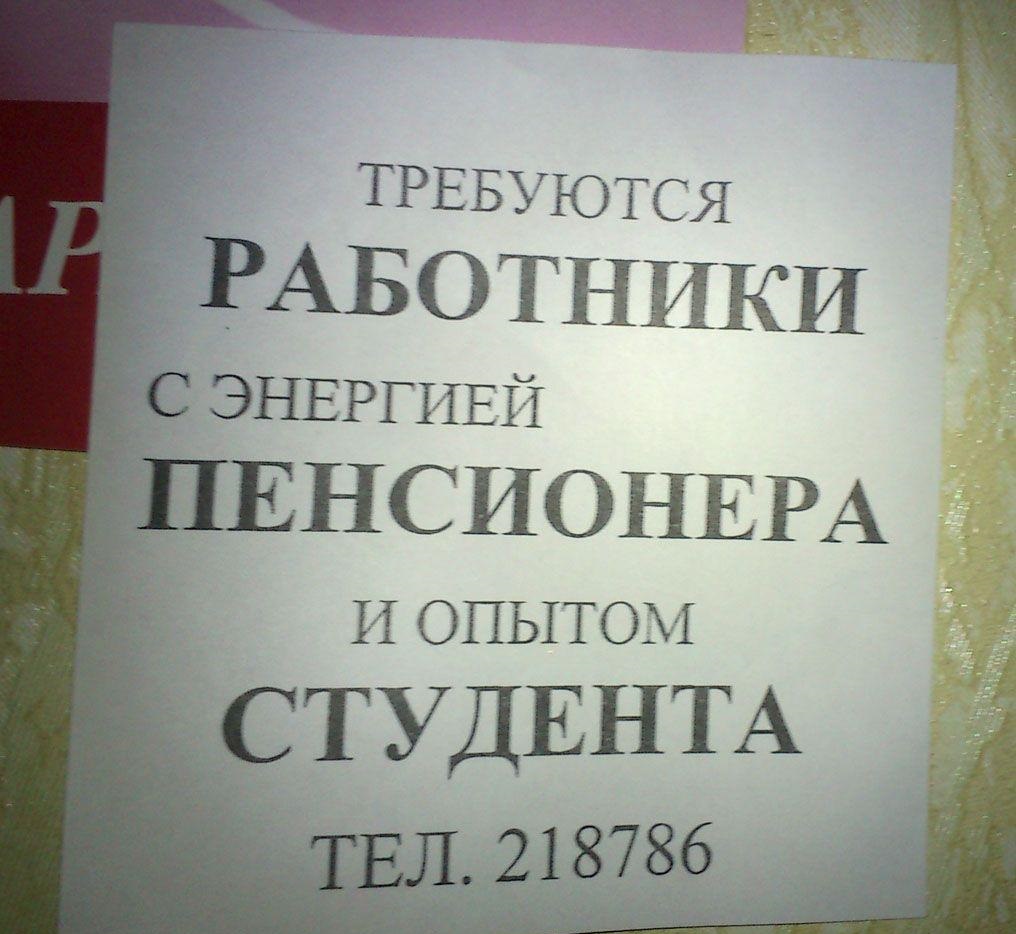 ТРЕБУЮТСЯ
РАБОТНИКИ
С ЭНЕРГИЕЙ
ПЕНСИОНЕРА
И ОПЫТОМ
СТУДЕНТА
ТЕЛ. 218786